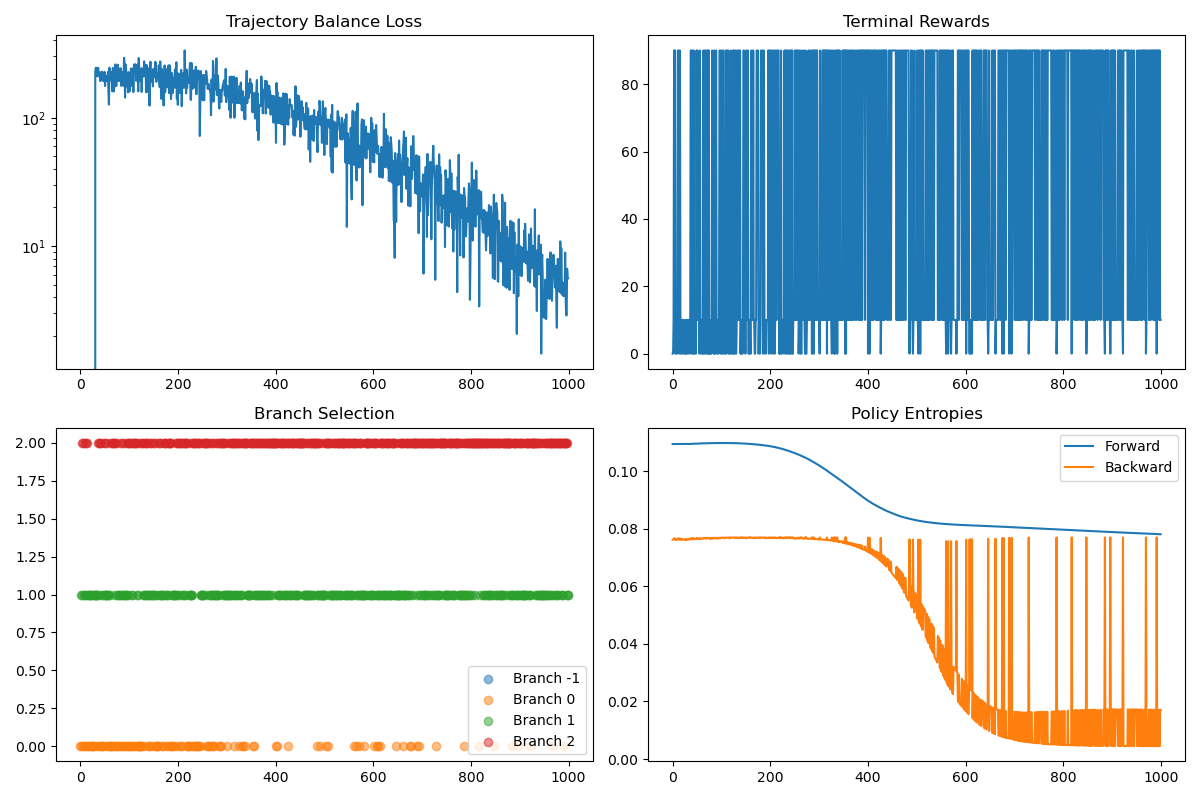 Trajectory Balance Loss
10²
10¹
0 200 400 600 800 1000
Terminal Rewards
80
60
40
20
0
0 200 400 600 800 1000
Branch Selection
2.00
1.75
1.50
1.25
1.00
0.75
0.50
0.25
0.00
0 200 400 600 800 1000
Branch -1
Branch 0
Branch 1
Branch 2
Policy Entropies
0.10
0.08
0.06
0.04
0.02
0.00
0 200 400 600 800 1000
Forward
Backward